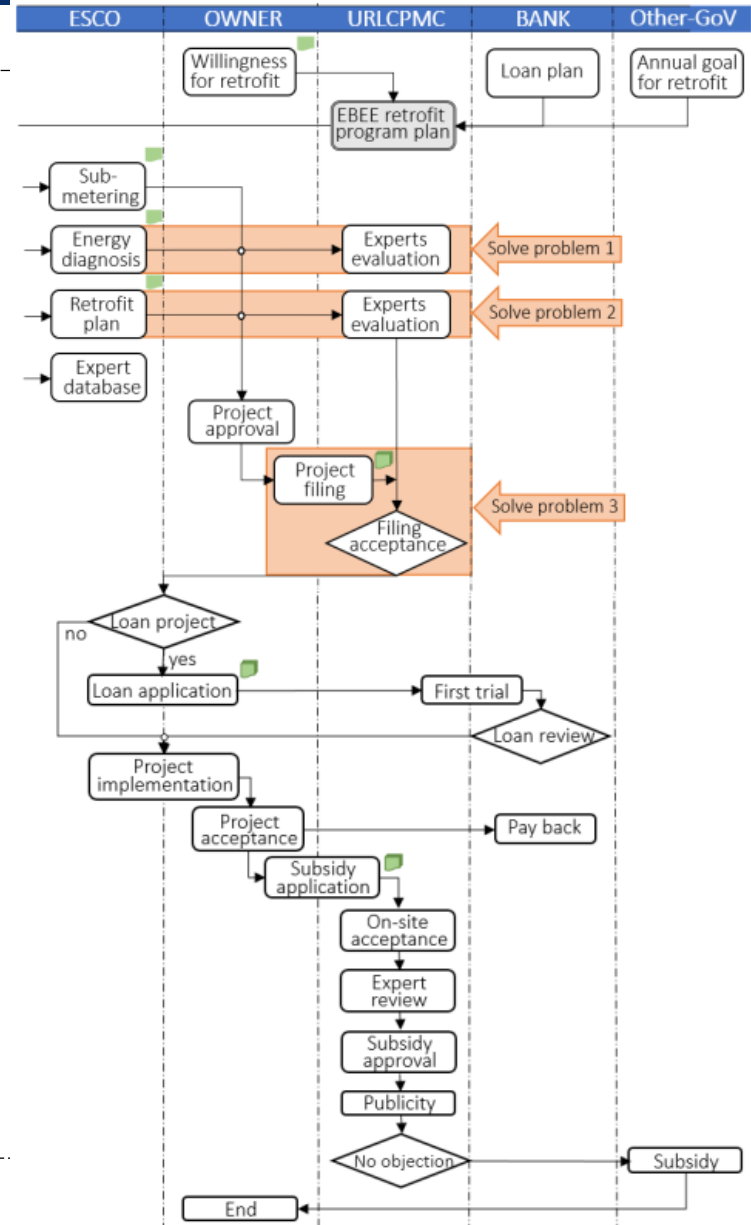 ESCO OWNER URLCPMC BANK Other-GoV
Willingness
for retrofit
Loan plan
Annual goal
for retrofit
EBEE retrofit
program plan
Sub-
metering
Energy
diagnosis
Experts
evaluation
Solve problem 1
Retrofit
plan
Experts
evaluation
Solve problem 2
Expert
database
Project
approval
Project
filing
Solve problem 3
Filing
acceptance
Loan project
no
yes
Loan application
First trial
Loan review
Project
implementation
Project
acceptance
Pay back
Subsidy
application
On-site
acceptance
Expert
review
Subsidy
approval
Publicity
No objection
Subsidy
End